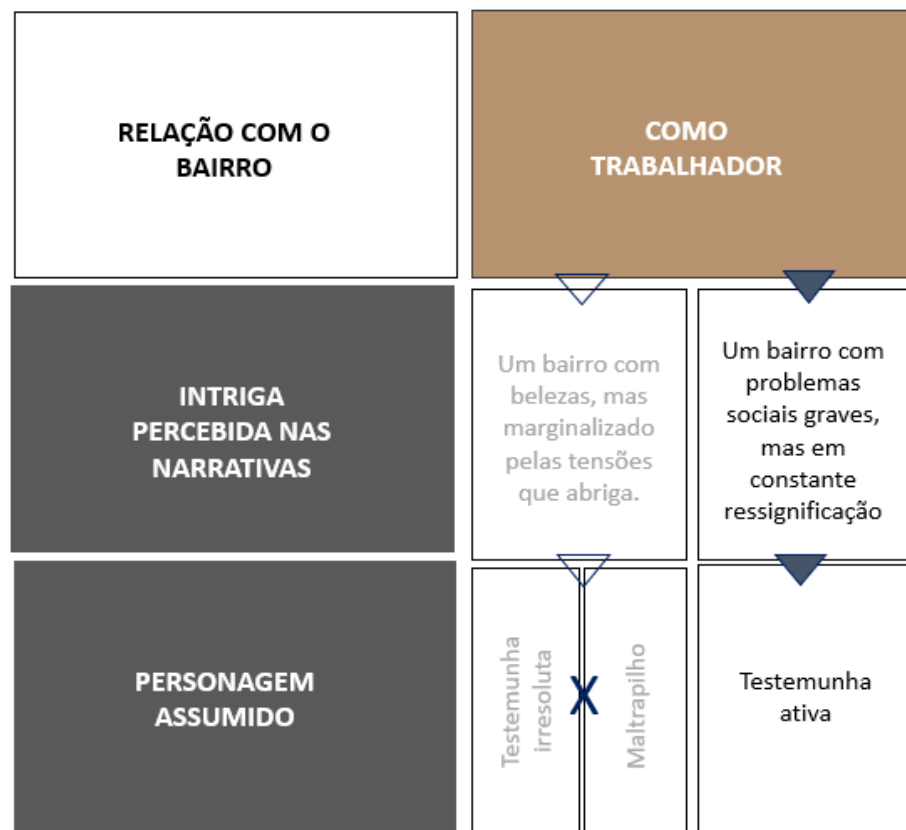 RELAÇÃO COM O
BAIRRO
COMO
TRABALHADOR
INTRIGA
PERCEBIDA NAS
NARRATIVAS
Um bairro com
belezas, mas
marginalizado
pelas tensões
que abriga.
Um bairro com
problemas
sociais graves,
mas em
constante
ressignificação
PERSONAGEM
ASSUMIDO
Testemunha
irresoluta
X
Maltrapilho
Testemunha
ativa